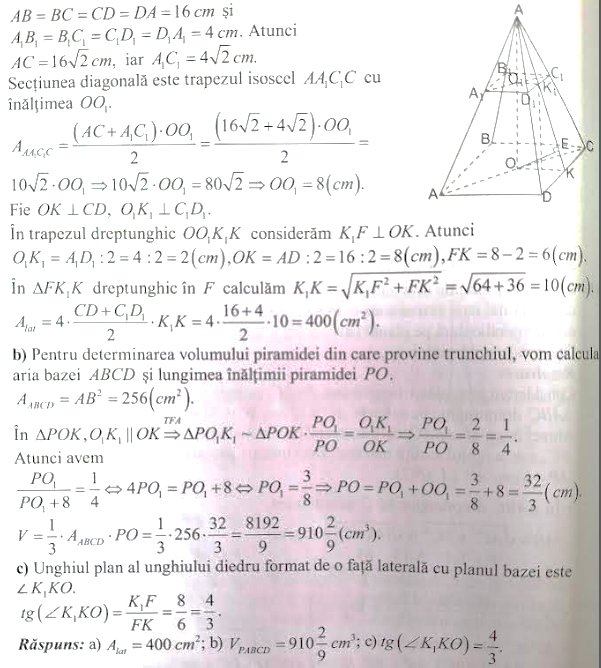 AB = BC = CD = DA = 16 cm și
A₁B₁ = B₁C₁ = C₁D₁ = D₁A₁ = 4 cm. Atunci
AC = 16√2 cm, iar A₁C₁ = 4√2 cm.
Secțiunea diagonală este trapezul isoscel AA₁C₁C cu
înălțimea OO₁.
A_{AA₁C₁C} = (AC + A₁C₁)·OO₁ / 2 = (16√2 + 4√2)·OO₁ / 2 =
10√2·OO₁ ⇒ 10√2·OO₁ = 80√2 ⇒ OO₁ = 8(cm).
Fie OK ⊥ CD, O₁K₁ ⊥ C₁D₁.
În trapezul dreptunghic OO₁K₁K considerăm K₁F ⊥ OK. Atunci
O₁K₁ = A₁D₁ : 2 = 4 : 2 = 2(cm), OK = AD : 2 = 16 : 2 = 8(cm), FK = 8 − 2 = 6(cm).
În ΔFK₁K dreptunghic în F calculăm K₁K = √(K₁F² + FK²) = √(64 + 36) = 10(cm).
A_{lat} = 4· (CD + C₁D₁)/2 ·K₁K = 4· (16 + 4)/2 ·10 = 400(cm²).
b) Pentru determinarea volumului piramidei din care provine trunchiul, vom calcula
aria bazei ABCD și lungimea înălțimii piramidei PO.
A_{ABCD} = AB² = 256(cm²).
În ΔPOK, O₁K₁ || OK ⇒^{TFA} ΔPO₁K₁ ~ ΔPOK · PO₁/PO = O₁K₁/OK ⇒ PO₁/PO = 2/8 = 1/4.
Atunci avem
PO₁/(PO₁ + 8) = 1/4 ⇔ 4PO₁ = PO₁ + 8 ⇔ PO₁ = 3/8 ⇒ PO = PO₁ + OO₁ = 3/8 + 8 = 32/3 (cm).
V = 1/3 · A_{ABCD} · PO = 1/3 ·256· 32/3 = 8192/9 = 910 2/9 (cm³).
c) Unghiul plan al unghiului diedru format de o față laterală cu planul bazei este
∠K₁KO.
tg(∠K₁KO) = K₁F/FK = 8/6 = 4/3.
Răspuns: a) A_{lat} = 400 cm²; b) V_{PABCD} = 910 2/9 cm³; c) tg(∠K₁KO) = 4/3.
A
B₁
C₁
O₁
K₁
A₁
D₁
B
E
C
O
K
A
D